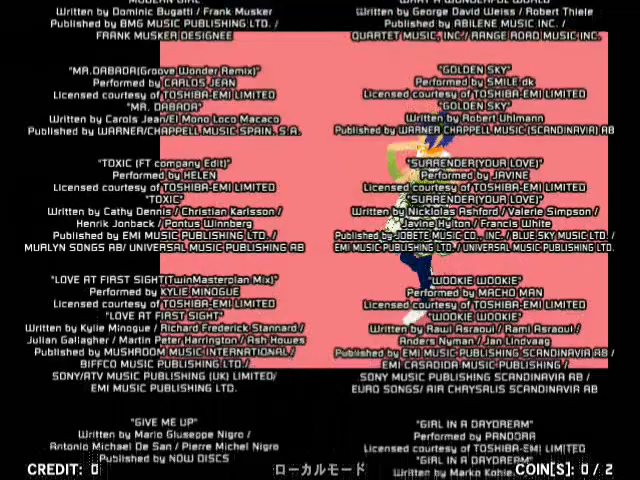 MODERN GIRL
Written by Dominic Bugatti / Frank Musker
Published by BMG MUSIC PUBLISHING LTD. /
FRANK MUSKER DESIGNEE
"MR.DABADA(Groove Wonder Remix)"
Performed by CARLOS JEAN
Licensed courtesy of TOSHIBA-EMI LIMITED
"MR. DABADA"
Written by Carols Jean/El Mono Loco Macaco
Published by WARNER/CHAPPELL MUSIC SPAIN, S.A.
"TOXIC (FT company Edit)"
Performed by HELEN
Licensed courtesy of TOSHIBA-EMI LIMITED
"TOXIC"
Written by Cathy Dennis / Christian Karlsson /
Henrik Jonback / Pontus Winnberg
Published by EMI MUSIC PUBLISHING LTD. /
MURLYN SONGS AB/ UNIVERSAL MUSIC PUBLISHING AB
"LOVE AT FIRST SIGHT(TwinMasterplan Mix)"
Performed by KYLIE MINOGUE
Licensed courtesy of TOSHIBA-EMI LIMITED
"LOVE AT FIRST SIGHT"
Written by Kylie Minogue / Richard Frederick Stannard /
Julian Gallagher / Martin Peter Harrington / Ash Howes
Published by MUSHROOM MUSIC INTERNATIONAL /
BIFFCO MUSIC PUBLISHING LTD /
SONY/ATV MUSIC PUBLISHING (UK) LIMITED/
EMI MUSIC PUBLISHING LTD.
"GIVE ME UP"
Written by Mario Giuseppe Nigro /
Antonio Michael De San / Pierre Michel Nigro
Published by NOW DISCS
WHAT A WONDERFUL WORLD
Written by George David Weiss / Robert Thiele
Published by ABILENE MUSIC INC. /
QUARTET MUSIC, INC / RANGE ROAD MUSIC INC.
"GOLDEN SKY"
Performed by SMILE.dk
Licensed courtesy of TOSHIBA-EMI LIMITED
"GOLDEN SKY"
Written by Robert Uhlmann
Published by WARNER CHAPPELL MUSIC (SCANDINAVIA) AB
"SURRENDER(YOUR LOVE)"
Performed by JAVINE
Licensed courtesy of TOSHIBA-EMI LIMITED
"SURRENDER(YOUR LOVE)"
Written by Nickiolas Ashford / Valerie Simpson /
Javine Hylton / Francis White
Published by JOBETE MUSIC CO., INC / BLUE SKY MUSIC LTD. /
EMI MUSIC PUBLISHING LTD. / UNIVERSAL MUSIC PUBLISHING LTD.
"WOOKIE WOOKIE"
Performed by MACHO MAN
Licensed courtesy of TOSHIBA-EMI LIMITED
"WOOKIE WOOKIE"
Written by Rawi Asraoui / Rami Asraoui /
Anders Nyman / Jan Lindvaag
Published by EMI MUSIC PUBLISHING SCANDINAVIA AB /
EMI CASADIDA MUSIC PUBLISHING /
SONY MUSIC PUBLISHING SCANDINAVIA AB /
EURO SONGS/ AIR CHRYSALIS SCANDINAVIA AB
"GIRL IN A DAYDREAM"
Performed by PANDORA
Licensed courtesy of TOSHIBA-EMI LIMITED
"GIRL IN A DAYDREAM"
Written by Marko
CREDIT: 0
ローカルモード
COIN[S]: 0 / 2